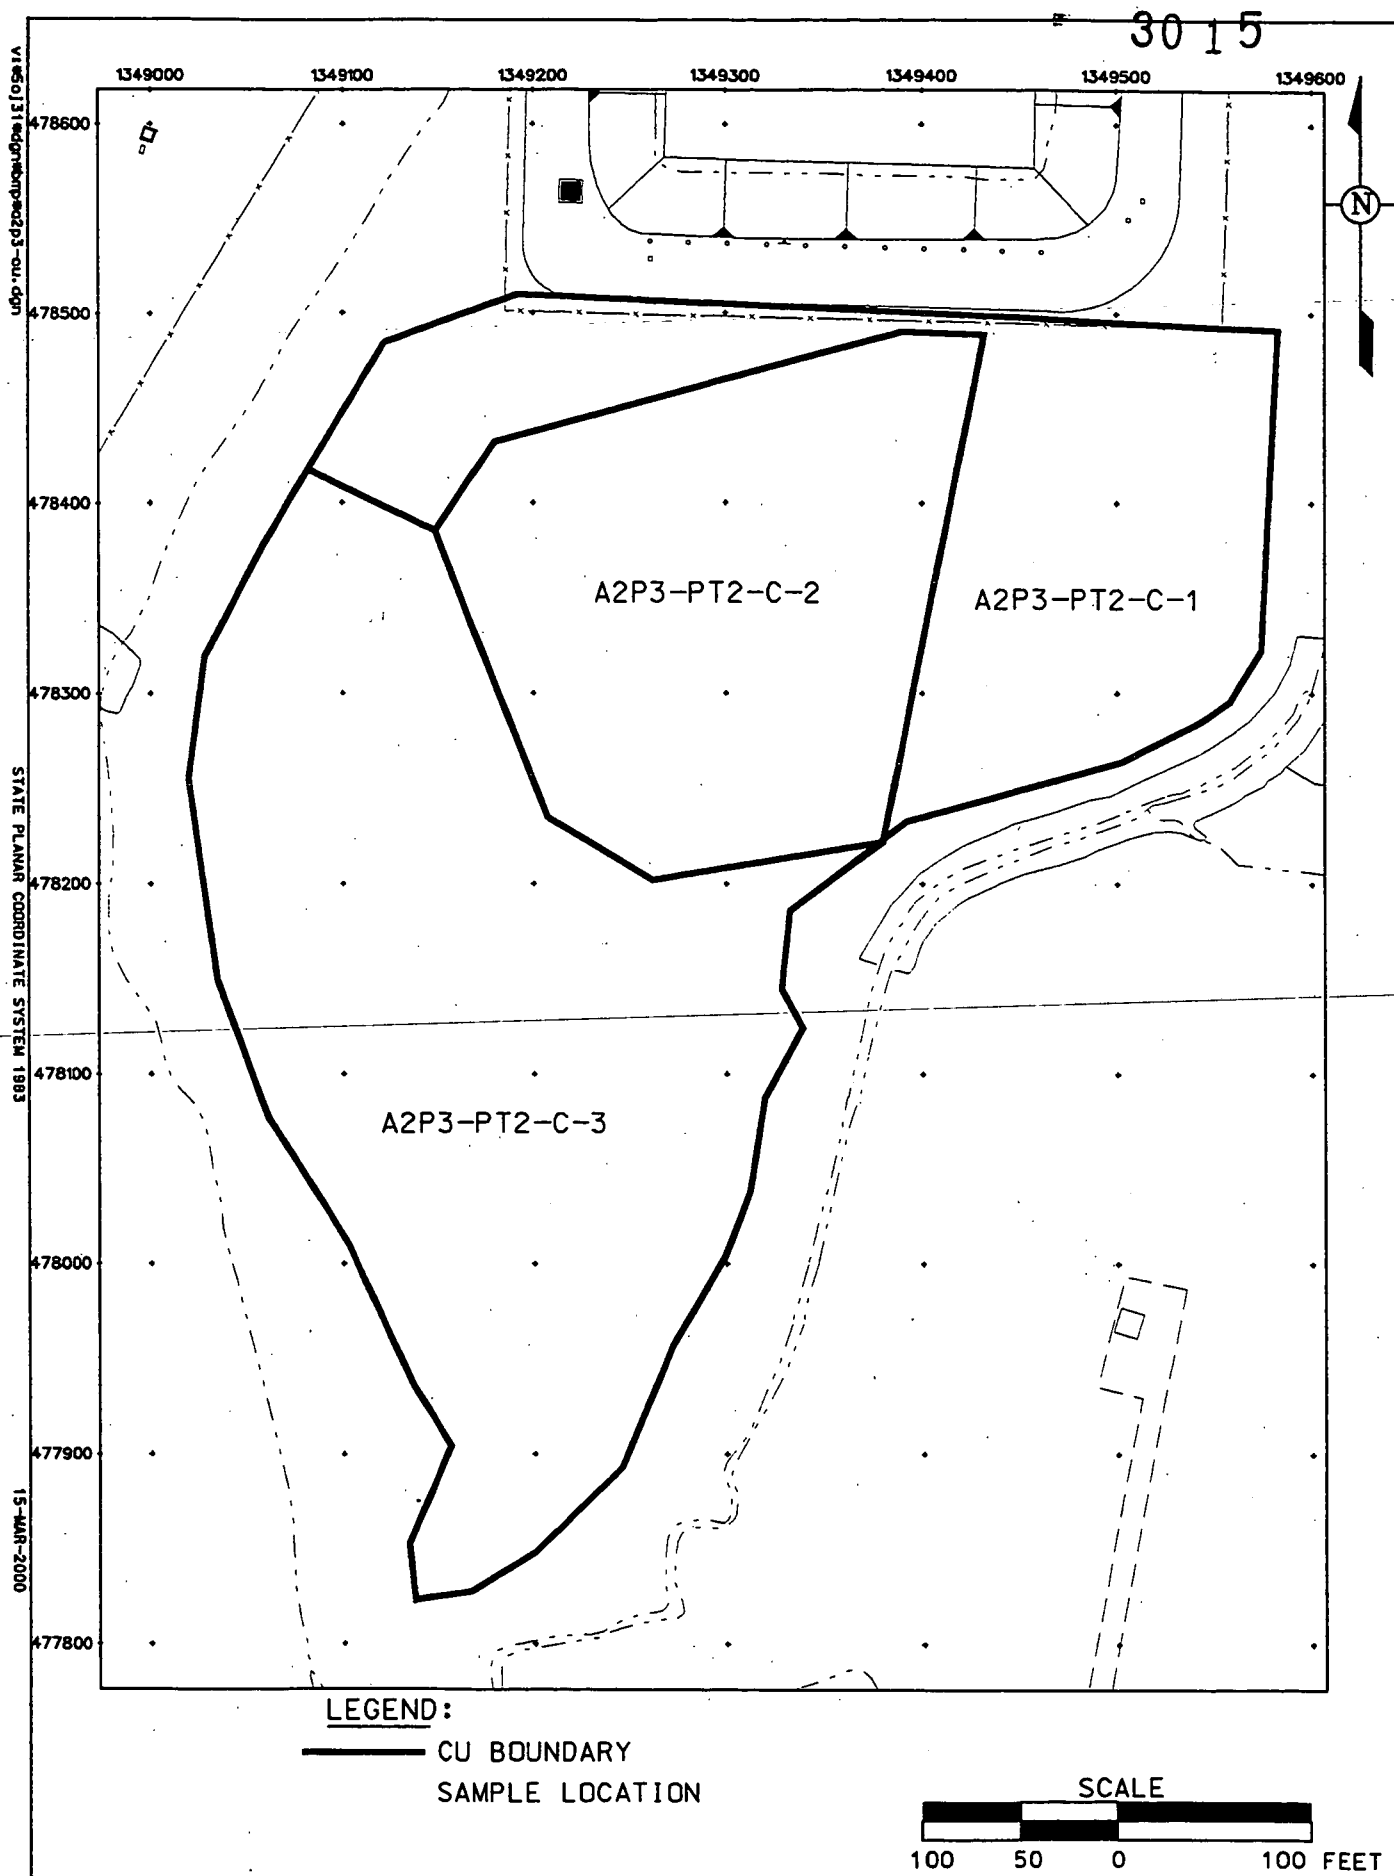 3015
1349000 1349100 1349200 1349300 1349400 1349500 1349600
478600
N
478500
478400
A2P3-PT2-C-2
A2P3-PT2-C-1
478300
478200
478100
A2P3-PT2-C-3
478000
477900
477800
STATE PLANAR COORDINATE SYSTEM 1983
15-MAR-2000
LEGEND:
CU BOUNDARY
SAMPLE LOCATION
SCALE
100 50 0 100 FEET